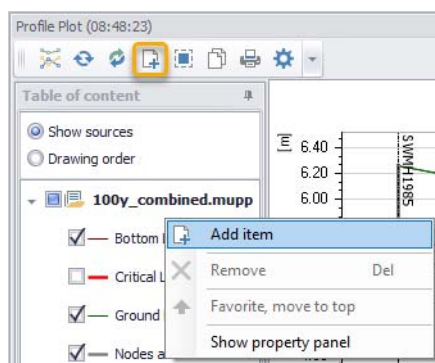 Profile Plot (08:48:23)
Table of content
Show sources
Drawing order
100y_combined.mupp
Bottom
Critical L
Ground
Nodes a
Add item
Remove Del
Favorite, move to top
Show property panel
[m]
6.40
6.20
6.00
SWMH1985